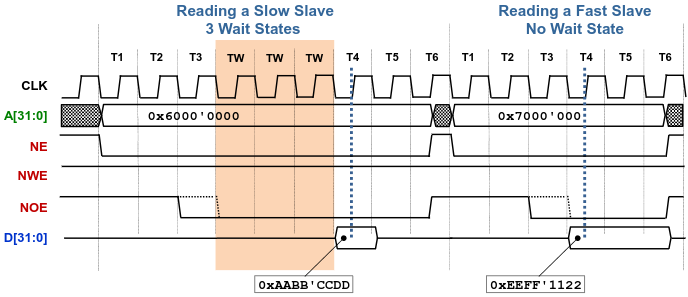 Reading a Slow Slave
3 Wait States
Reading a Fast Slave
No Wait State
T1 T2 T3 TW TW TW T4 T5 T6 T1 T2 T3 T4 T5 T6
CLK
A[31:0] 0x6000'0000 0x7000'000
NE
NWE
NOE
D[31:0]
0xAABB'CCDD 0xEEFF'1122